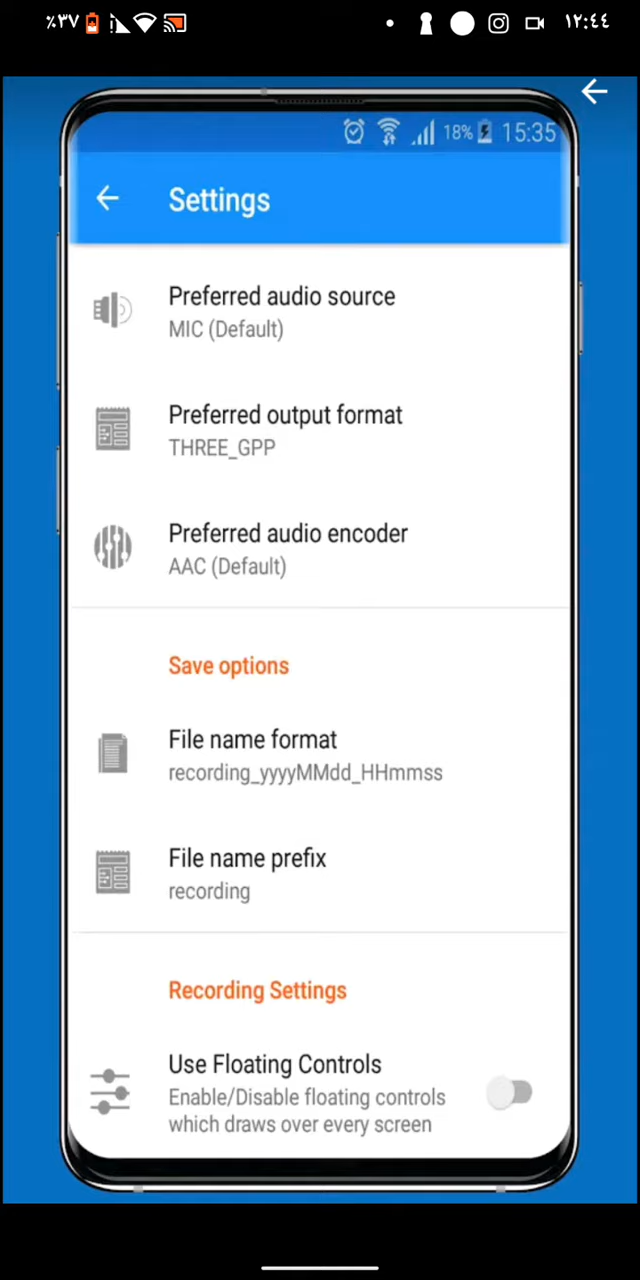 ٪٣٧ ١٢:٤٤
18% 15:35
Settings
Preferred audio source
MIC (Default)
Preferred output format
THREE_GPP
Preferred audio encoder
AAC (Default)
Save options
File name format
recording_yyyyMMdd_HHmmss
File name prefix
recording
Recording Settings
Use Floating Controls
Enable/Disable floating controls
which draws over every screen